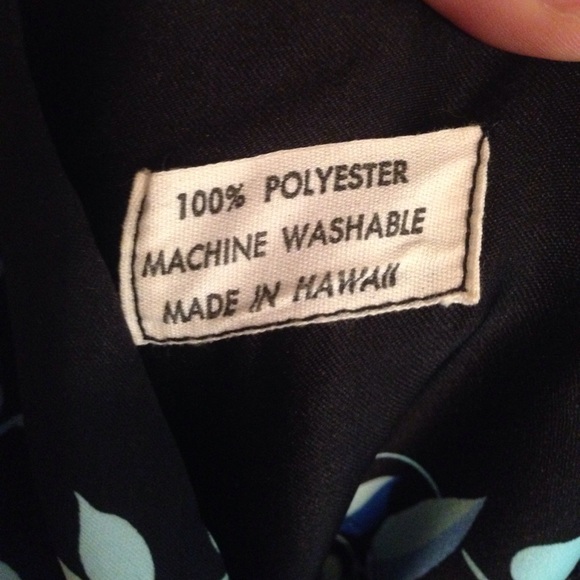 100% POLYESTER
MACHINE WASHABLE
MADE IN HAWAII